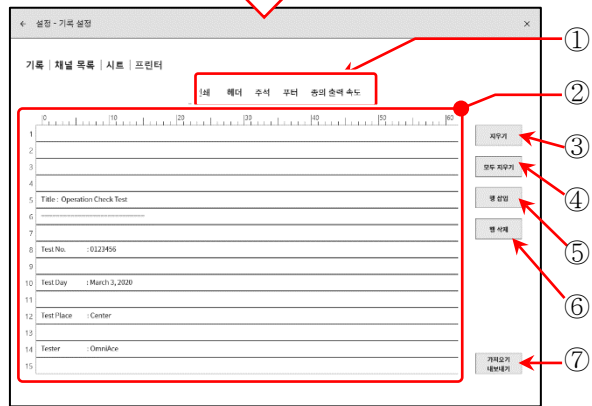 ← 설정 - 기록 설정 ×
기록 | 채널 목록 | 시트 | 프린터
헤더 주석 푸터 종의 출력 속도
①
②
③
④
⑤
⑥
⑦
0 10 20 30 40 50 60
1
2
3
4
5 Title : Operation Check Test
6 ------------------------------------
7
8 Test No. : 0123456
9
10 Test Day : March 3, 2020
11
12 Test Place : Center
13
14 Tester : OmniAce
15
지우기
모두 지우기
행 삽입
행 삭제
가져오기
내보내기